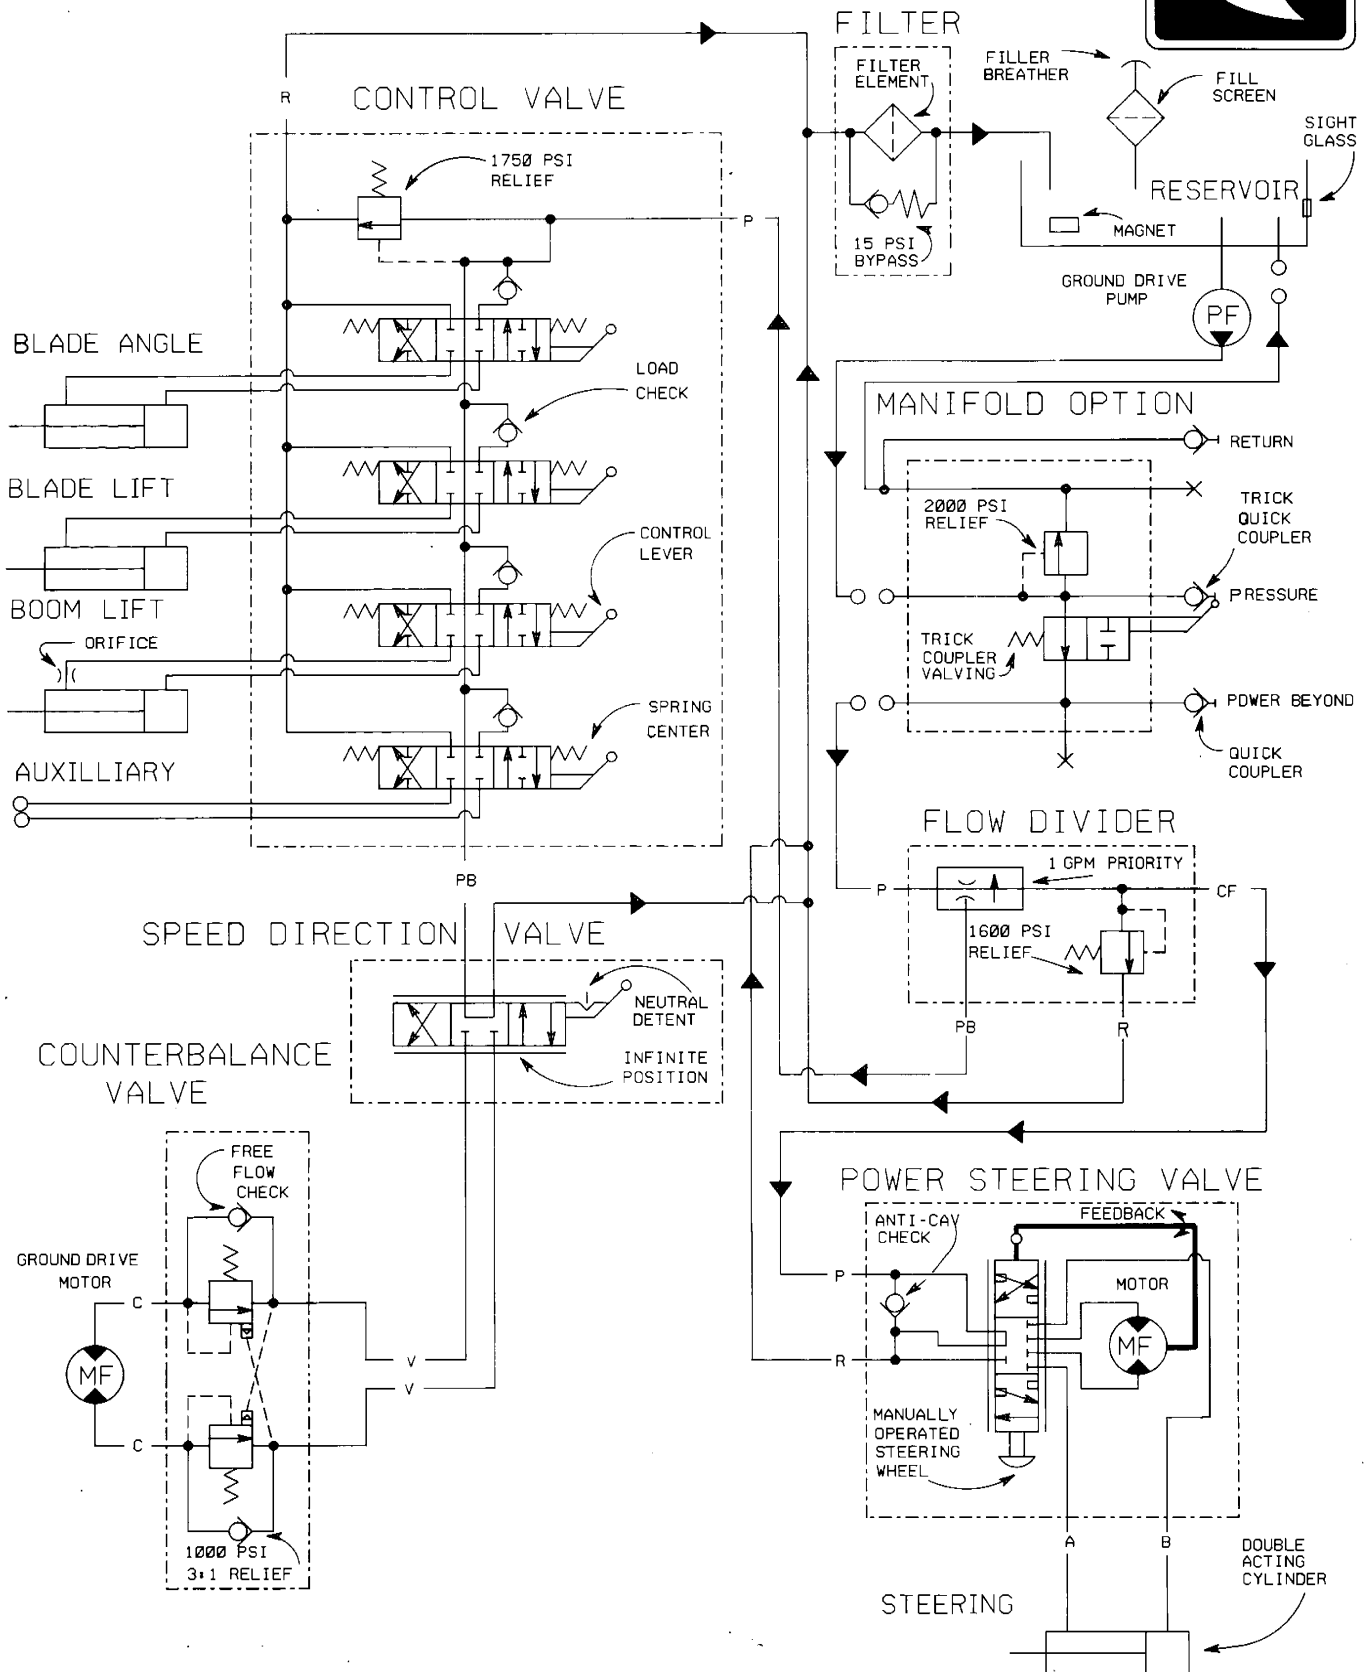 FILTER
FILTER
ELEMENT
15 PSI
BYPASS
FILLER
BREATHER
FILL
SCREEN
SIGHT
GLASS
RESERVOIR
MAGNET
GROUND DRIVE
PUMP
PF
R
CONTROL VALVE
1750 PSI
RELIEF
P
BLADE ANGLE
LOAD
CHECK
BLADE LIFT
CONTROL
LEVER
BOOM LIFT
ORIFICE
SPRING
CENTER
AUXILLIARY
PB
MANIFOLD OPTION
RETURN
2000 PSI
RELIEF
TRICK
QUICK
COUPLER
PRESSURE
TRICK
COUPLER
VALVING
POWER BEYOND
QUICK
COUPLER
FLOW DIVIDER
1 GPM PRIORITY
P
CF
1600 PSI
RELIEF
PB
R
SPEED DIRECTION VALVE
NEUTRAL
DETENT
INFINITE
POSITION
COUNTERBALANCE
VALVE
FREE
FLOW
CHECK
GROUND DRIVE
MOTOR
C
MF
C
V
V
1000 PSI
3:1 RELIEF
POWER STEERING VALVE
ANTI-CAV
CHECK
FEEDBACK
P
MOTOR
MF
R
MANUALLY
OPERATED
STEERING
WHEEL
A
B
DOUBLE
ACTING
CYLINDER
STEERING